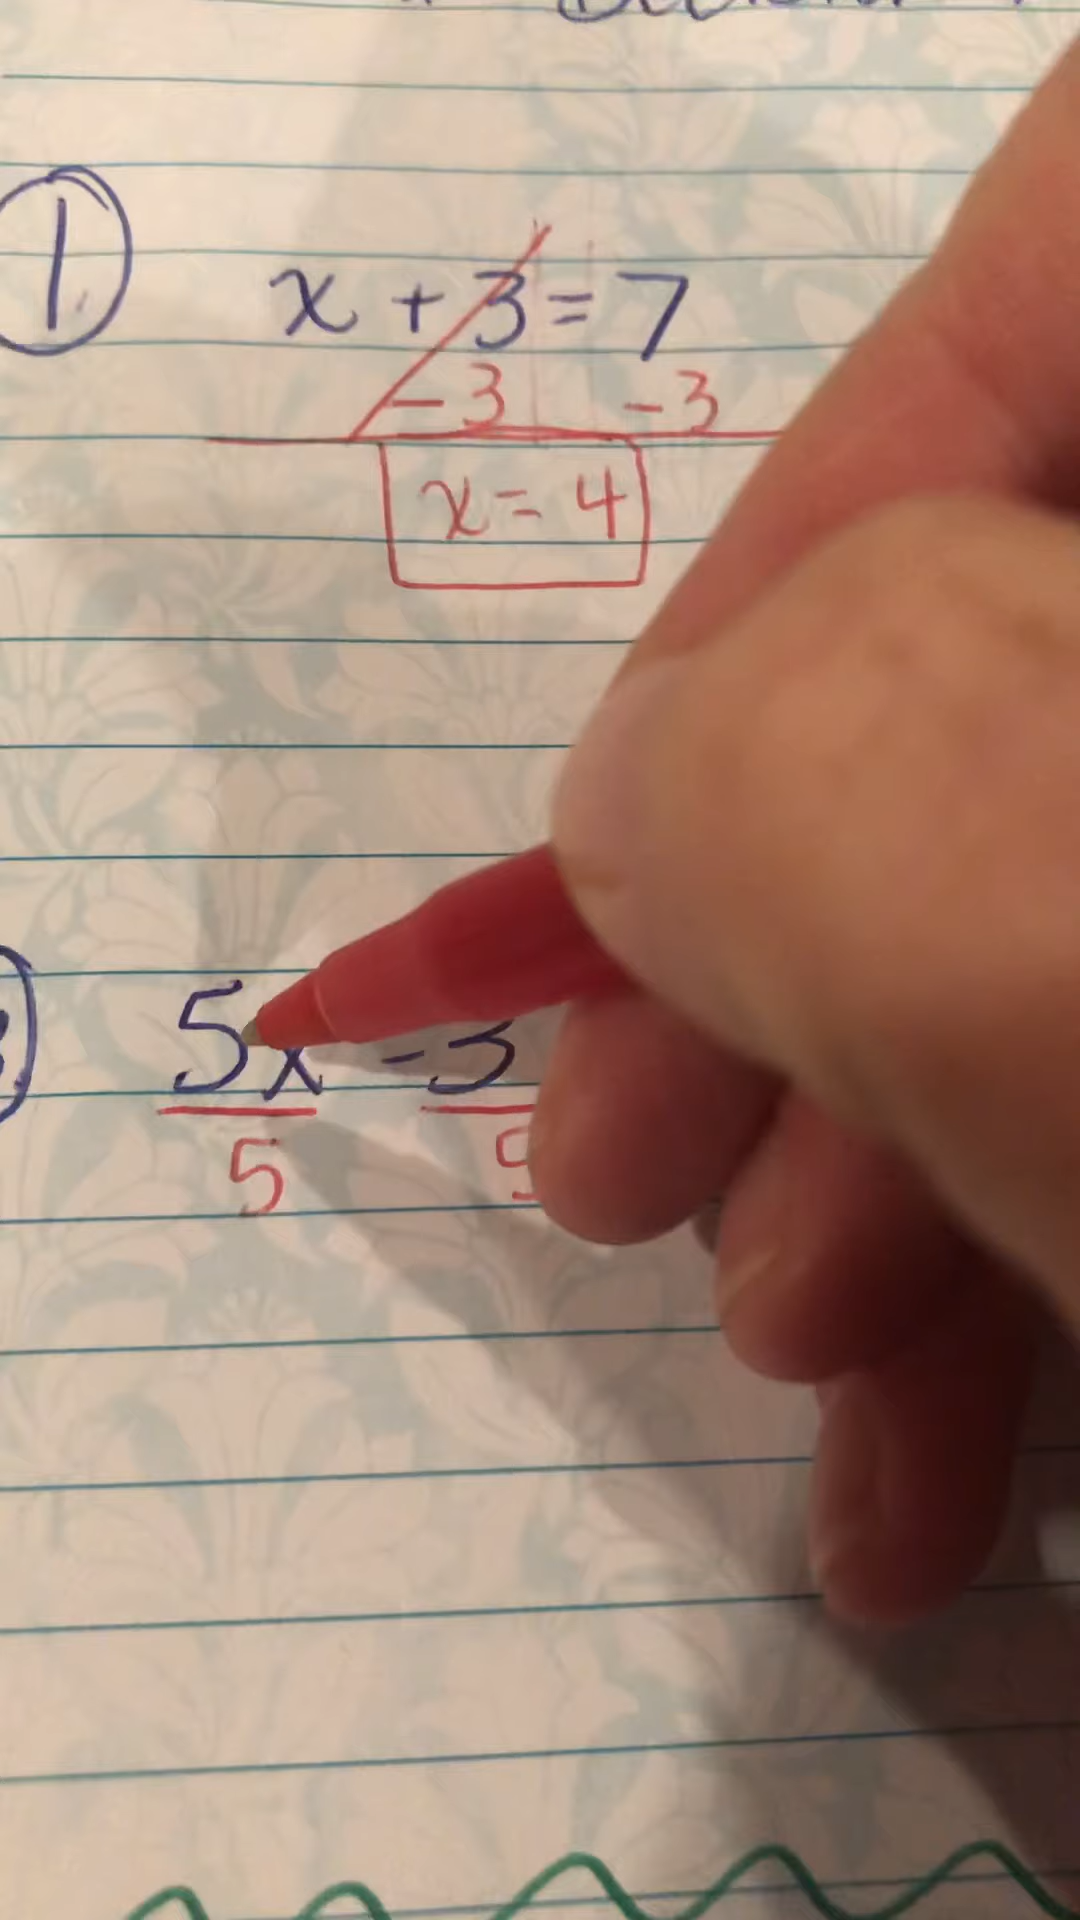 1
x + 3 = 7
-3 -3
x = 4
5x - 3
5 5